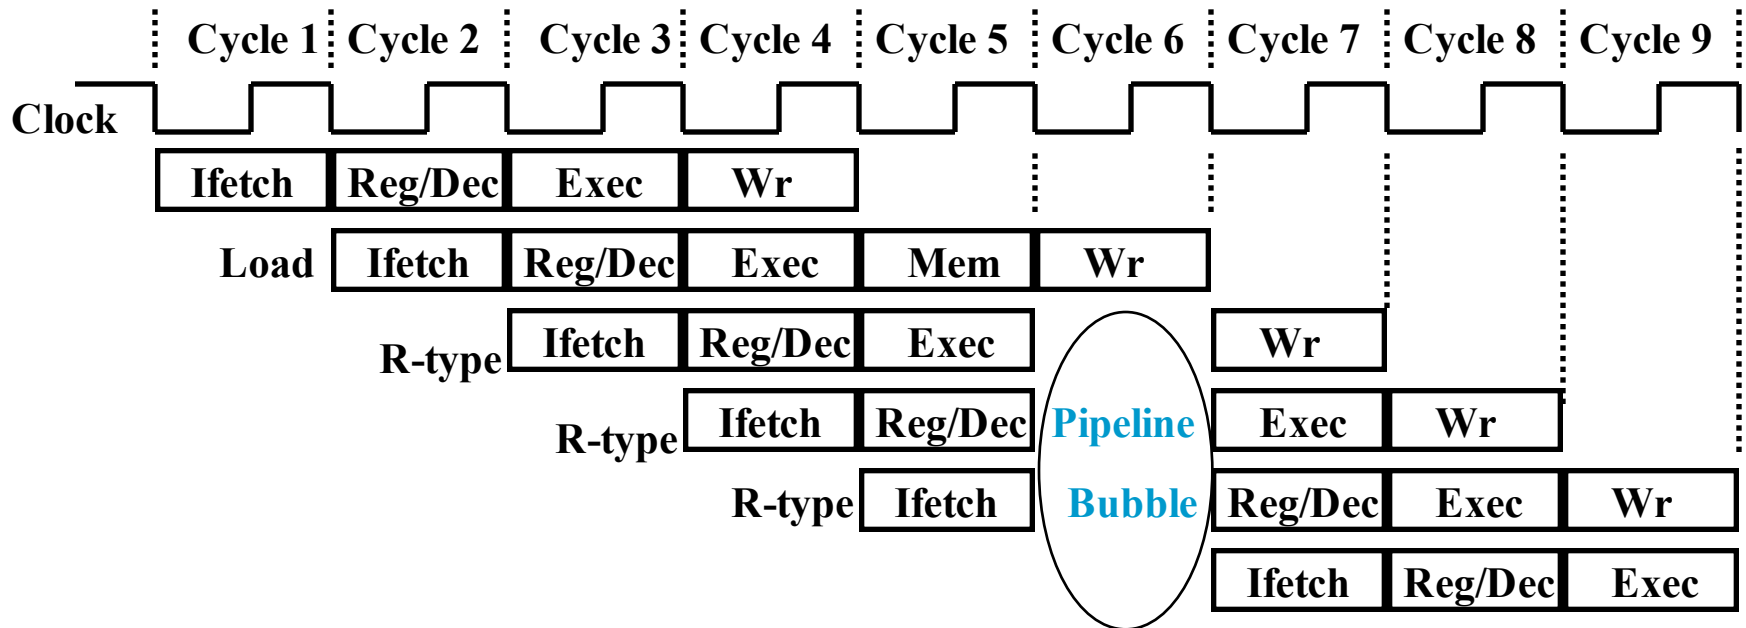 Cycle 1 Cycle 2 Cycle 3 Cycle 4 Cycle 5 Cycle 6 Cycle 7 Cycle 8 Cycle 9
Clock
Ifetch Reg/Dec Exec Wr
Load Ifetch Reg/Dec Exec Mem Wr
R-type Ifetch Reg/Dec Exec Wr
R-type Ifetch Reg/Dec Pipeline Exec Wr
R-type Ifetch Bubble Reg/Dec Exec Wr
Ifetch Reg/Dec Exec